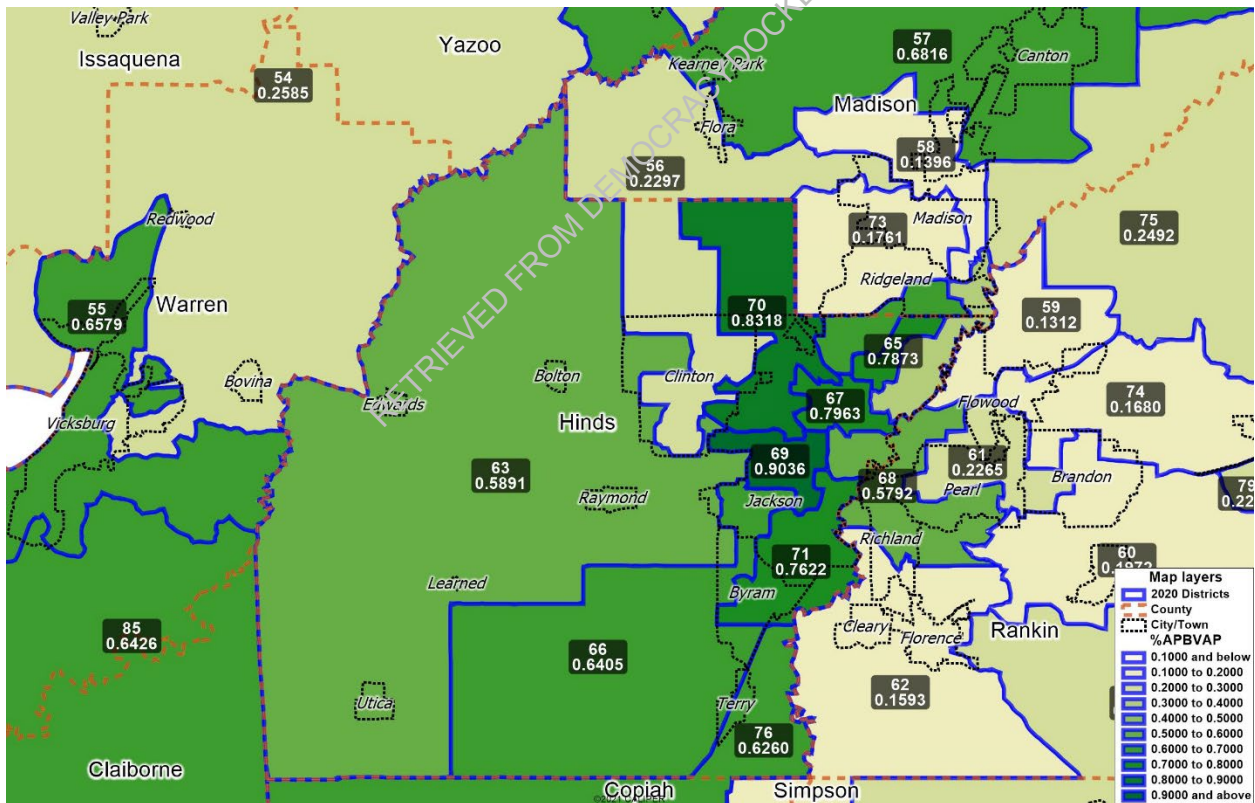 Valley Park
Issaquena
Yazoo
54
0.2585
57
0.6816
Kearney Park
Canton
Madison
Flora
58
0.1396
56
0.2297
Redwood
73
0.1761
Madison
75
0.2492
Ridgeland
55
0.6579
Warren
70
0.8318
59
0.1312
65
0.7873
Bovina
Bolton
Clinton
Edwards
67
0.7963
Flowood
74
0.1680
Vicksburg
Hinds
69
0.9036
61
0.2265
Brandon
63
0.5891
68
0.5792
Pearl
79
Raymond
Jackson
Richland
71
0.7622
60
0.1972
Learned
Byram
85
0.6426
Cleary
Florence
Rankin
66
0.6405
62
0.1593
Utica
Terry
76
0.6260
Claiborne
Copiah
Simpson
RETRIEVED FROM DEMOCRACYDOCKE
Map layers
2020 Districts
County
City/Town
%APBVAP
0.1000 and below
0.1000 to 0.2000
0.2000 to 0.3000
0.3000 to 0.4000
0.4000 to 0.5000
0.5000 to 0.6000
0.6000 to 0.7000
0.7000 to 0.8000
0.8000 to 0.9000
0.9000 and above